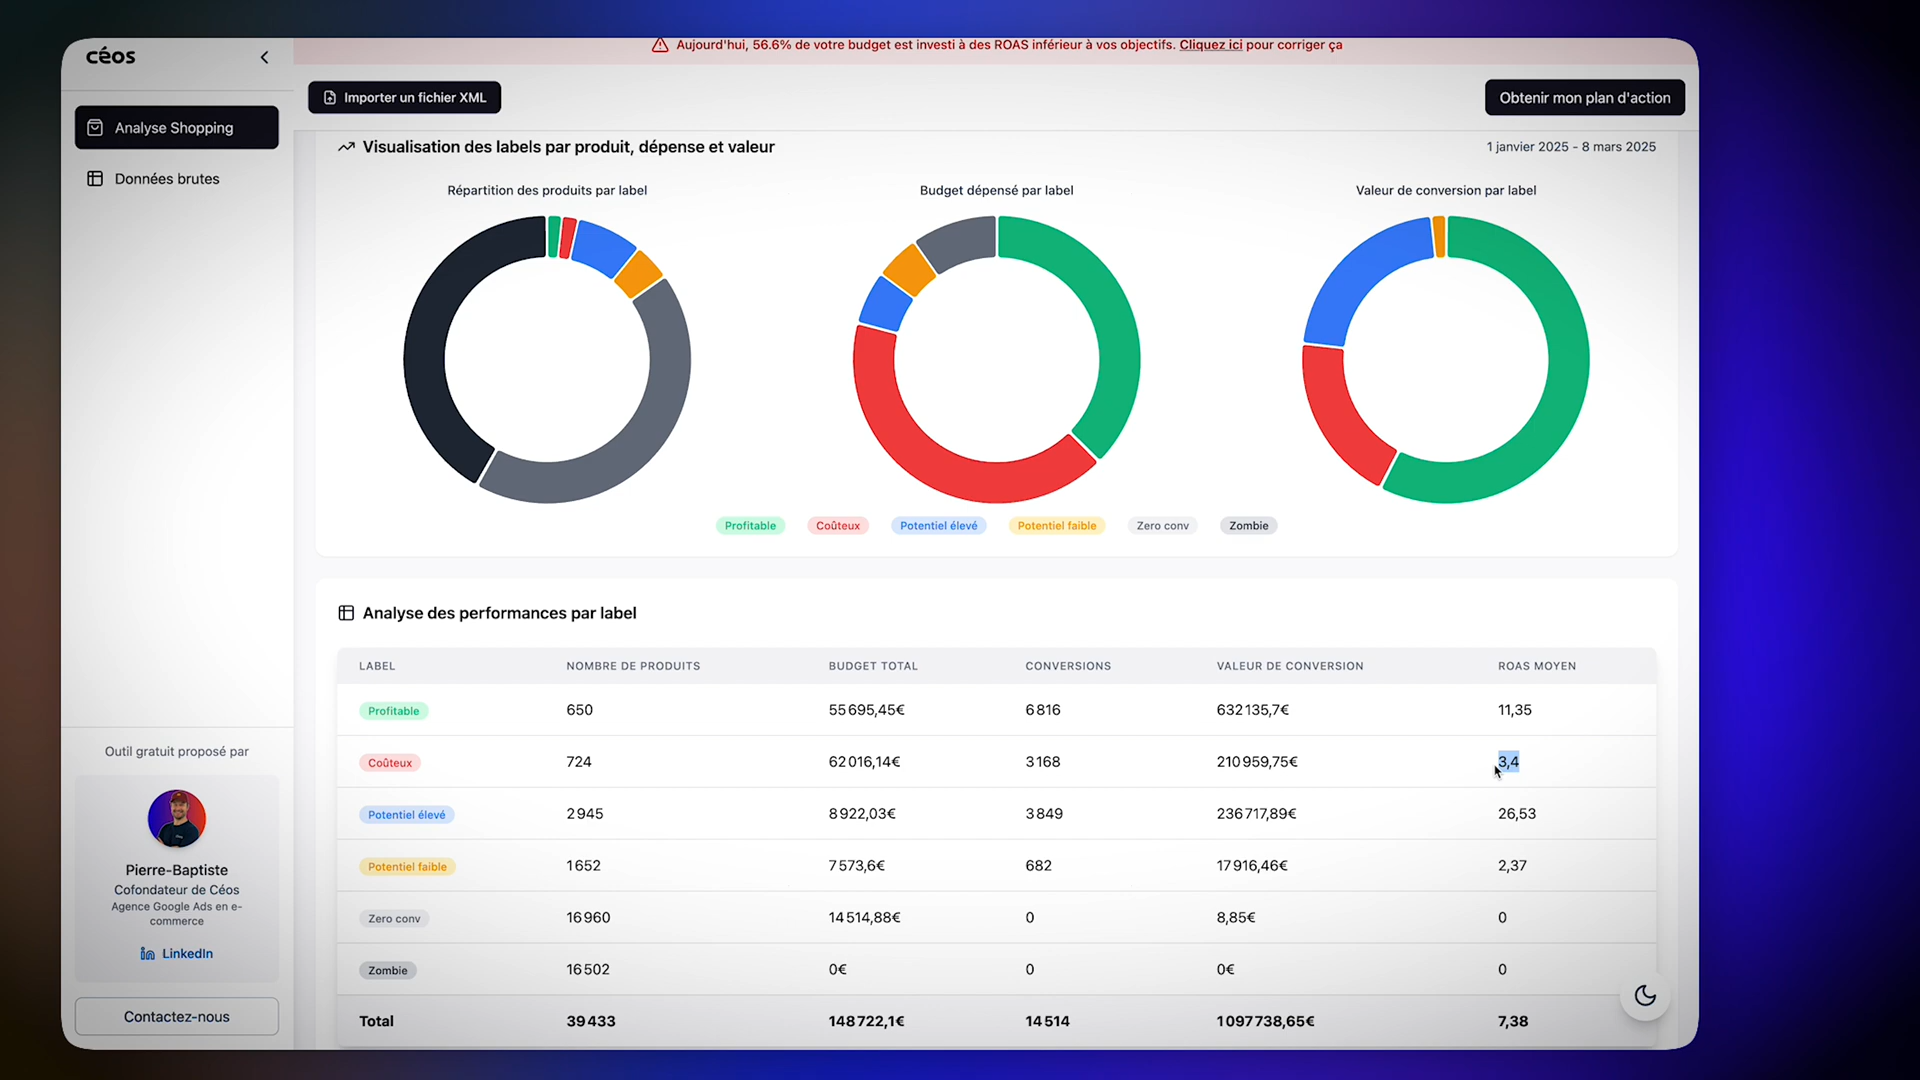 céos
Aujourd'hui, 56.6% de votre budget est investi à des ROAS inférieur à vos objectifs. Cliquez ici pour corriger ça
Importer un fichier XML
Obtenir mon plan d'action
Analyse Shopping
Données brutes
Visualisation des labels par produit, dépense et valeur
1 janvier 2025 - 8 mars 2025
Répartition des produits par label
Budget dépensé par label
Valeur de conversion par label
Profitable
Coûteux
Potentiel élevé
Potentiel faible
Zero conv
Zombie
Analyse des performances par label
LABEL NOMBRE DE PRODUITS BUDGET TOTAL CONVERSIONS VALEUR DE CONVERSION ROAS MOYEN
Profitable 650 55 695,45€ 6 816 632 135,7€ 11,35
Coûteux 724 62 016,14€ 3 168 210 959,75€ 3,4
Potentiel élevé 2 945 8 922,03€ 3 849 236 717,89€ 26,53
Potentiel faible 1 652 7 573,6€ 682 17 916,46€ 2,37
Zero conv 16 960 14 514,88€ 0 8,85€ 0
Zombie 16 502 0€ 0 0€ 0
Total 39 433 148 722,1€ 14 514 1 097 738,65€ 7,38
Outil gratuit proposé par
Pierre-Baptiste
Cofondateur de Céos
Agence Google Ads en e-
commerce
in LinkedIn
Contactez-nous